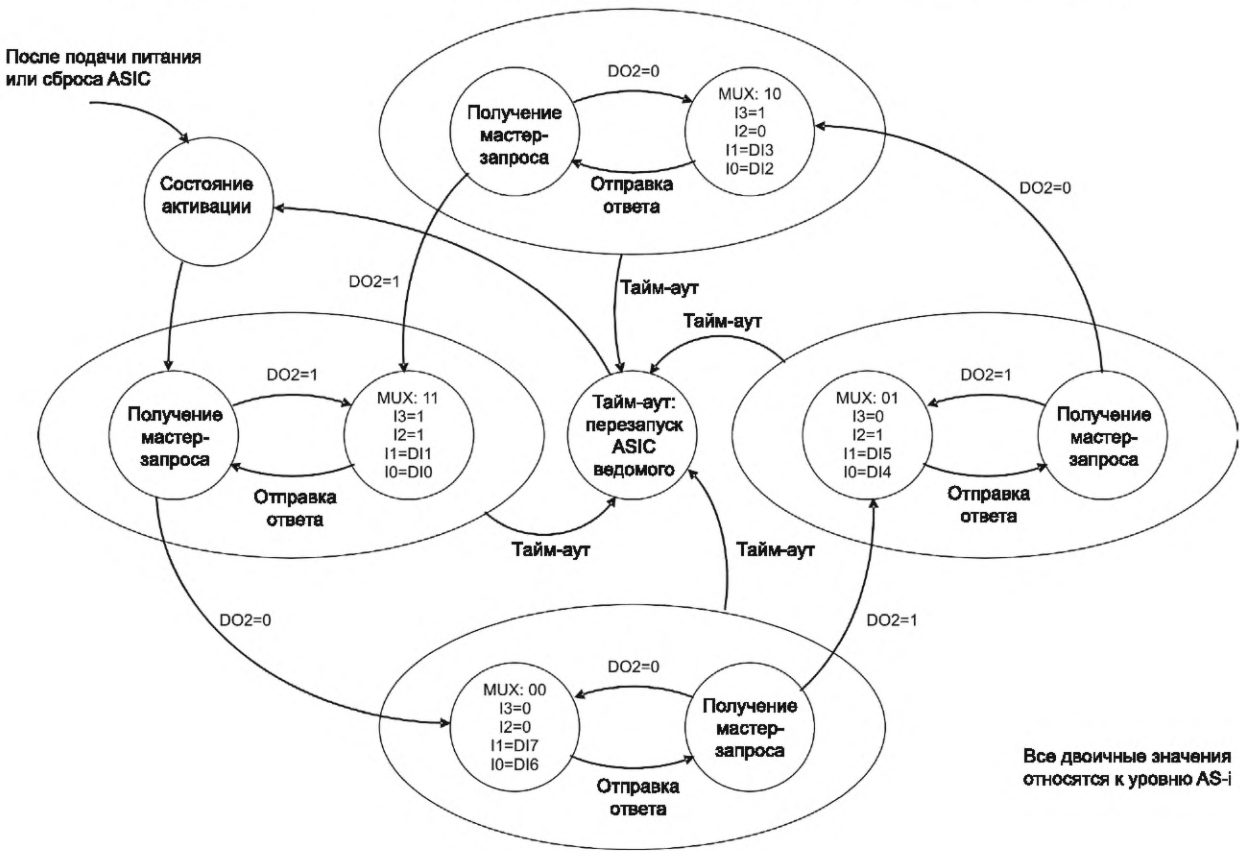 После подачи питания
или сброса ASIC
DO2=0
Получение
мастер-
запроса
MUX: 10
I3=1
I2=0
I1=DI3
I0=DI2
Отправка
ответа
Состояние
активации
DO2=0
DO2=1
Тайм-аут
Тайм-аут
DO2=1
Получение
мастер-
запроса
MUX: 11
I3=1
I2=1
I1=DI1
I0=DI0
Отправка
ответа
Тайм-аут:
перезапуск
ASIC
ведомого
DO2=1
MUX: 01
I3=0
I2=1
I1=DI5
I0=DI4
Получение
мастер-
запроса
Отправка
ответа
Тайм-аут
Тайм-аут
DO2=0
DO2=1
DO2=0
MUX: 00
I3=0
I2=0
I1=DI7
I0=DI6
Получение
мастер-
запроса
Отправка
ответа
Все двоичные значения
относятся к уровню AS-i